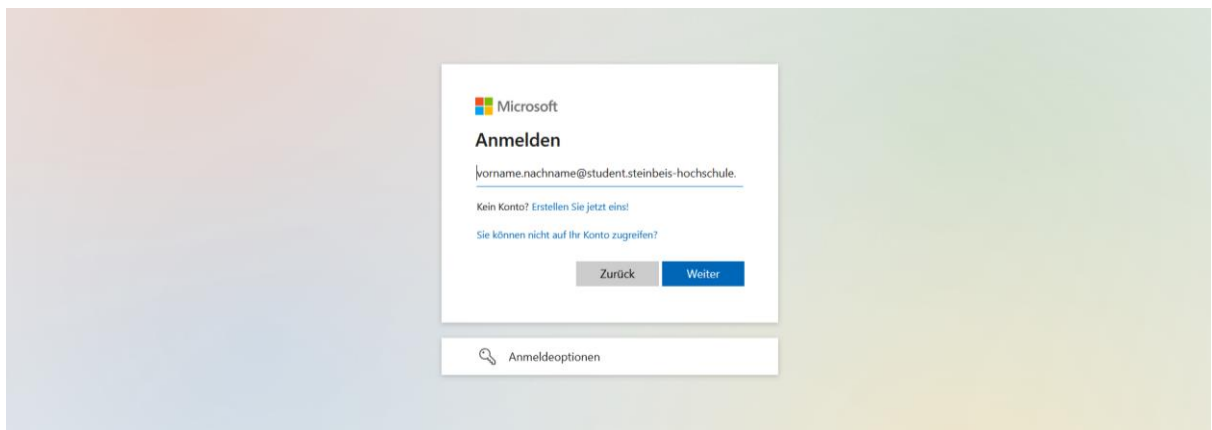 Microsoft
Anmelden
vorname.nachname@student.steinbeis-hochschule.
Kein Konto? Erstellen Sie jetzt eins!
Sie können nicht auf Ihr Konto zugreifen?
Zurück Weiter
Anmeldeoptionen